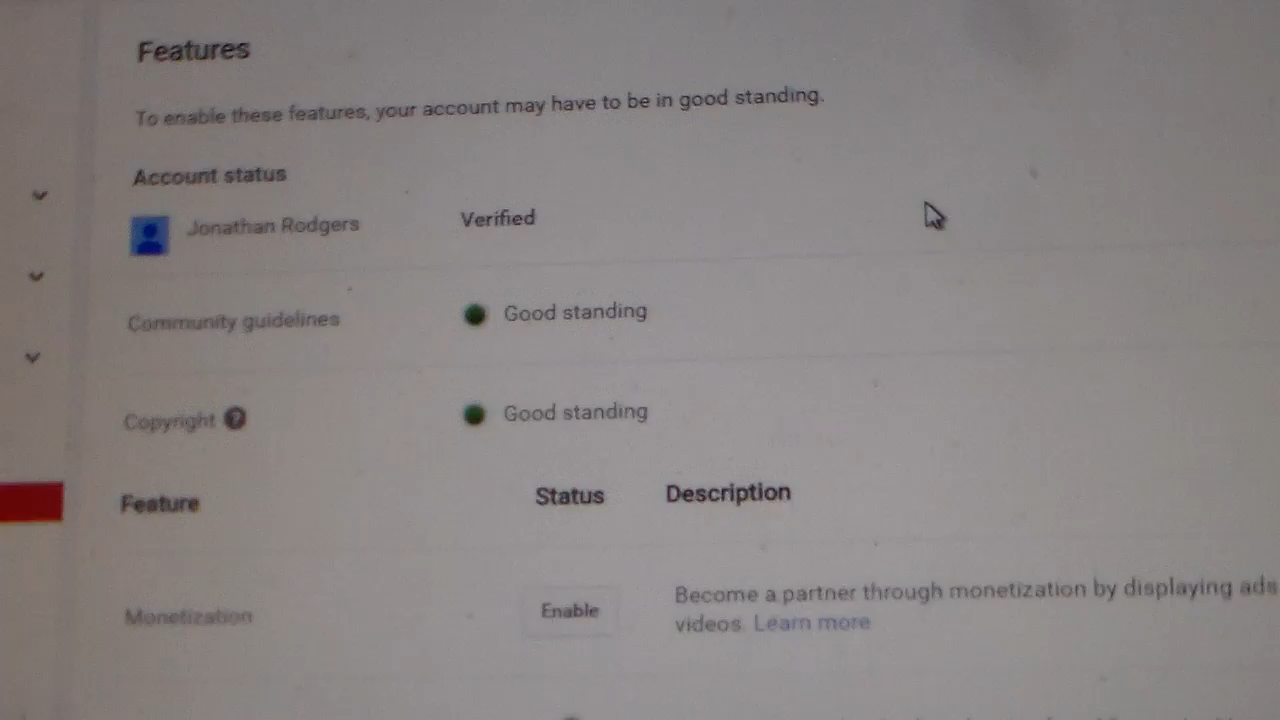 Features
To enable these features, your account may have to be in good standing.
Account status
Jonathan Rodgers Verified
Community guidelines Good standing
Copyright ? Good standing
Feature Status Description
Monetization Enable Become a partner through monetization by displaying ads
videos. Learn more